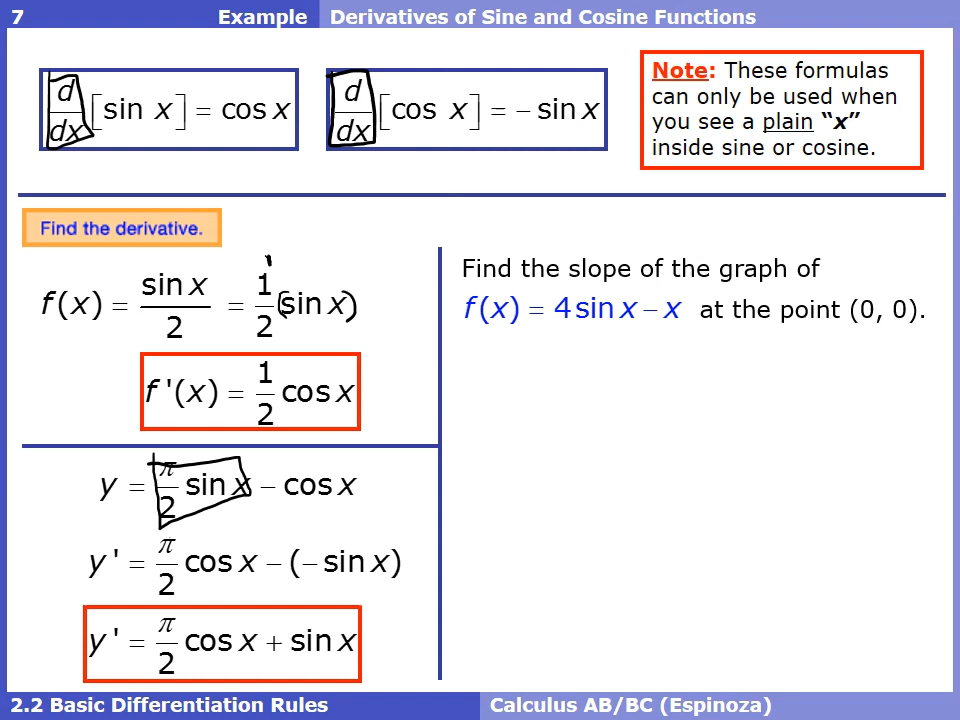 7 Example Derivatives of Sine and Cosine Functions
d/dx [sin x] = cos x
d/dx [cos x] = − sin x
Note: These formulas
can only be used when
you see a plain “x”
inside sine or cosine.
Find the derivative.
f(x) = sin x/2 = 1/2 (sin x)
f '(x) = 1/2 cos x
y = π/2 sin x − cos x
y ' = π/2 cos x − (− sin x)
y ' = π/2 cos x + sin x
Find the slope of the graph of
f(x) = 4 sin x − x at the point (0, 0).
2.2 Basic Differentiation Rules Calculus AB/BC (Espinoza)